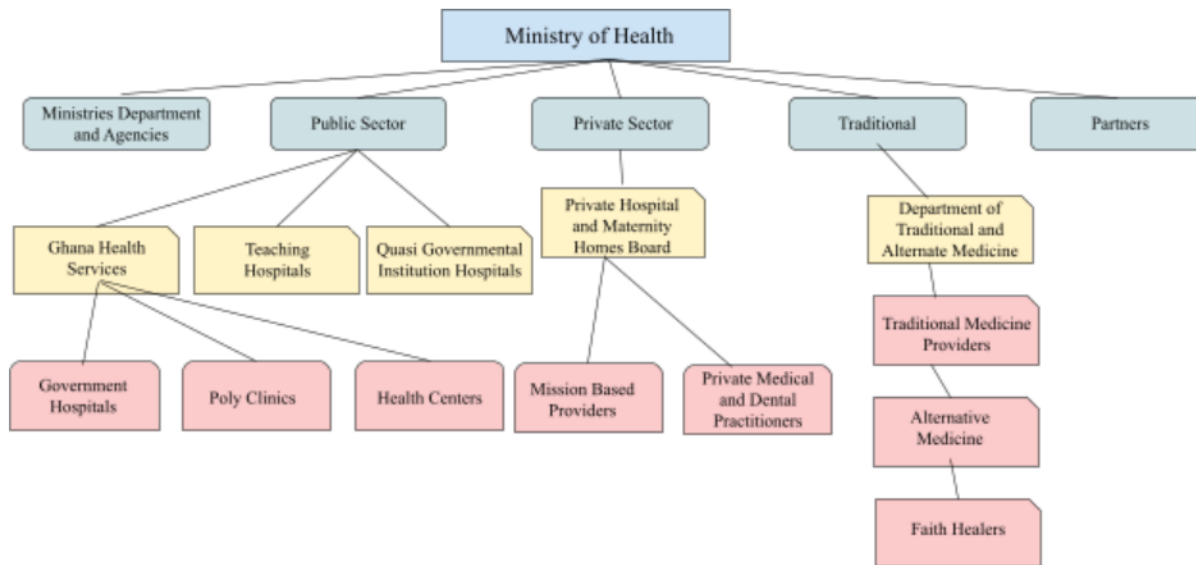 Ministry of Health
Ministries Department
and Agencies
Public Sector
Private Sector
Traditional
Partners
Ghana Health
Services
Teaching
Hospitals
Quasi Governmental
Institution Hospitals
Private Hospital
and Maternity
Homes Board
Department of
Traditional and
Alternate Medicine
Government
Hospitals
Poly Clinics
Health Centers
Mission Based
Providers
Private Medical
and Dental
Practitioners
Traditional Medicine
Providers
Alternative
Medicine
Faith Healers